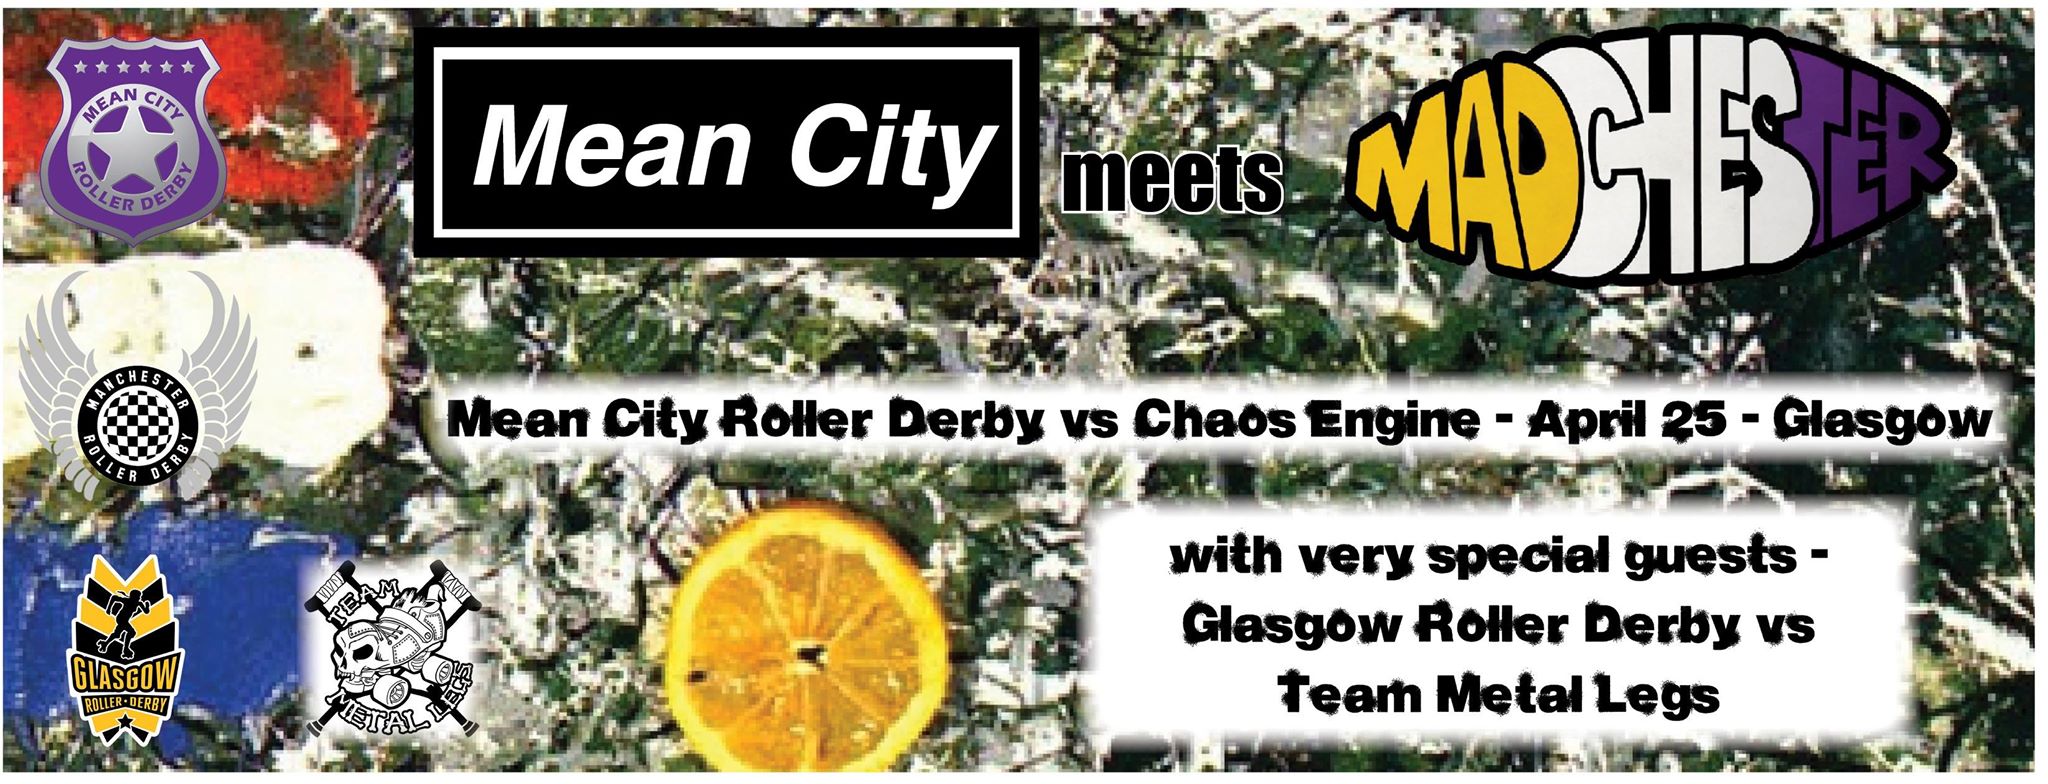 MEAN CITY
ROLLER DERBY
Mean City
meets
MADCHESTER
MANCHESTER
ROLLER DERBY
Mean City Roller Derby vs Chaos Engine - April 25 - Glasgow
GLASGOW
ROLLER·DERBY
TEAM
METAL LEGS
with very special guests -
Glasgow Roller Derby vs
Team Metal Legs